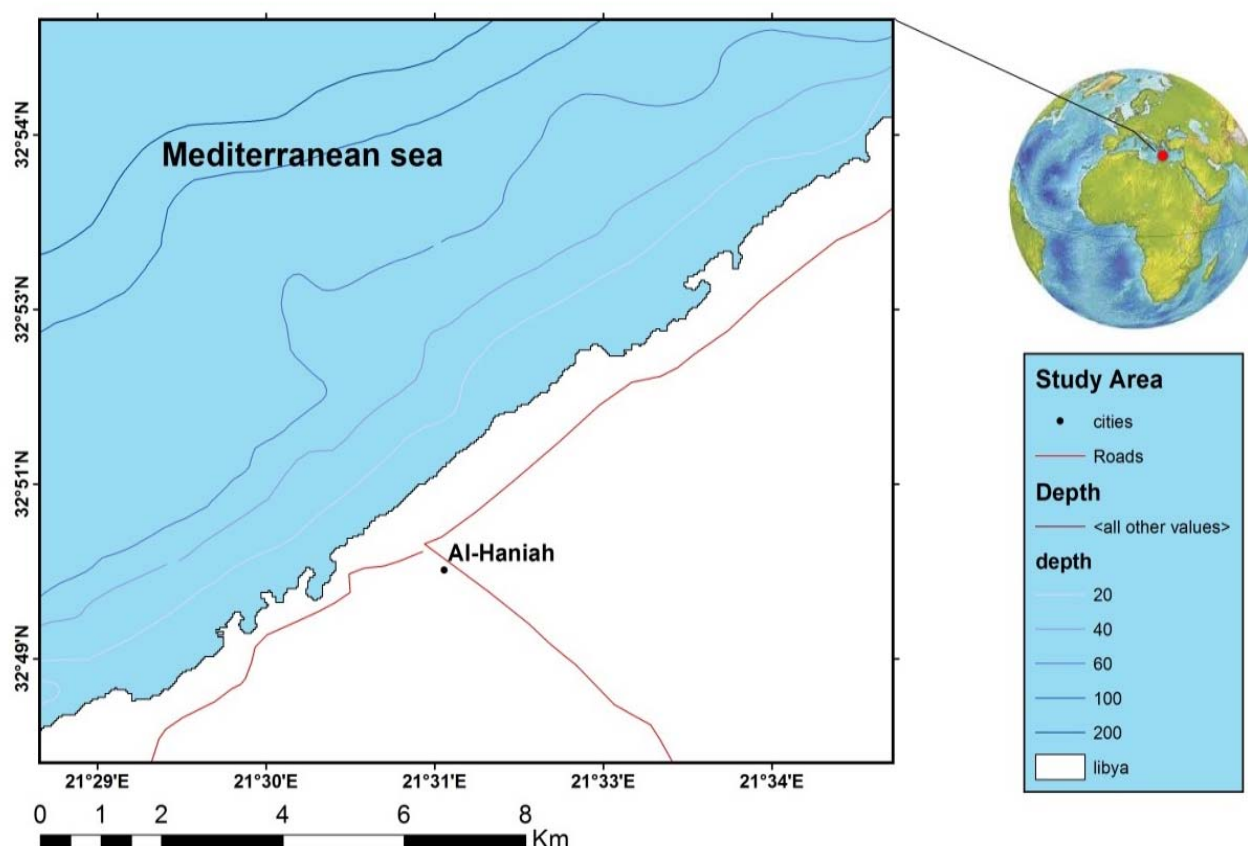 Mediterranean sea
Al-Haniah
32°54'N
32°53'N
32°51'N
32°49'N
21°29'E
21°30'E
21°31'E
21°33'E
21°34'E
0 1 2 4 6 8
Km
Study Area
cities
Roads
Depth
<all other values>
depth
20
40
60
100
200
libya